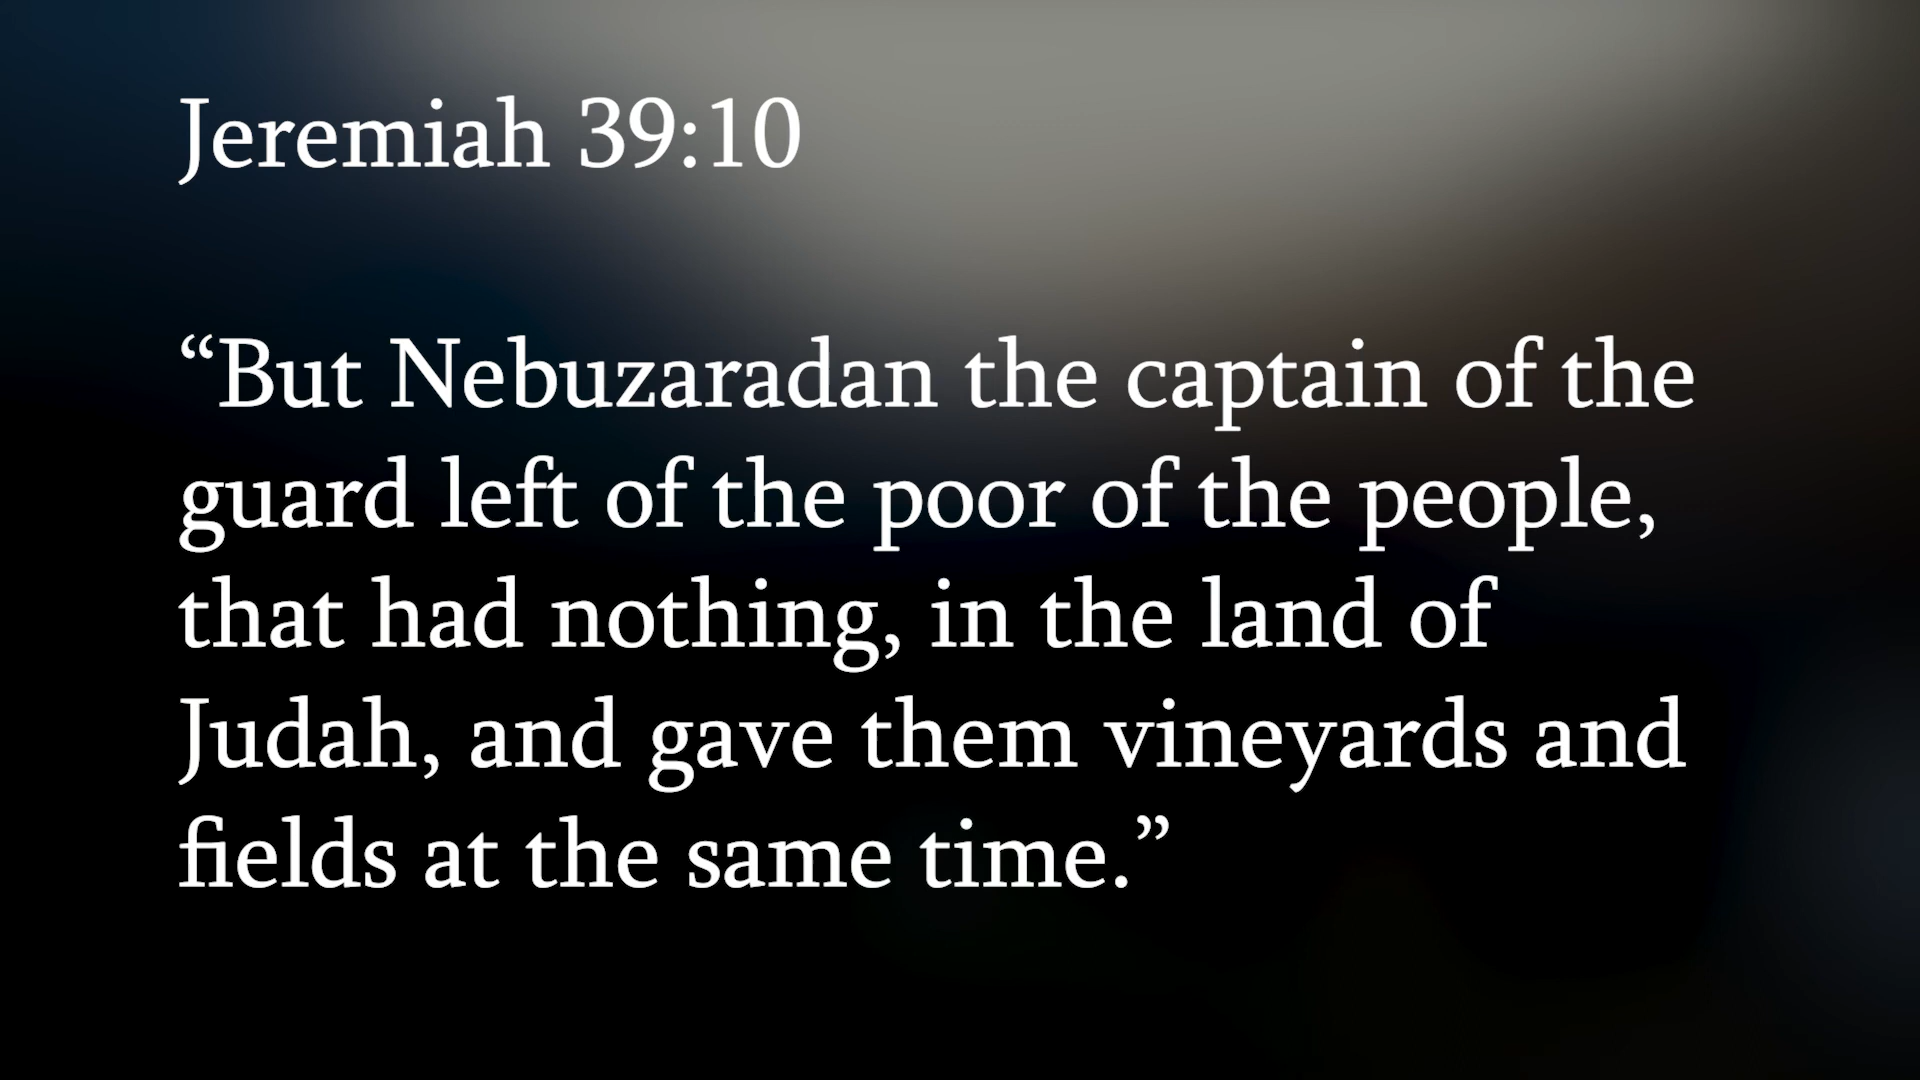 Jeremiah 39:10
“But Nebuzaradan the captain of the
guard left of the poor of the people,
that had nothing, in the land of
Judah, and gave them vineyards and
fields at the same time.”